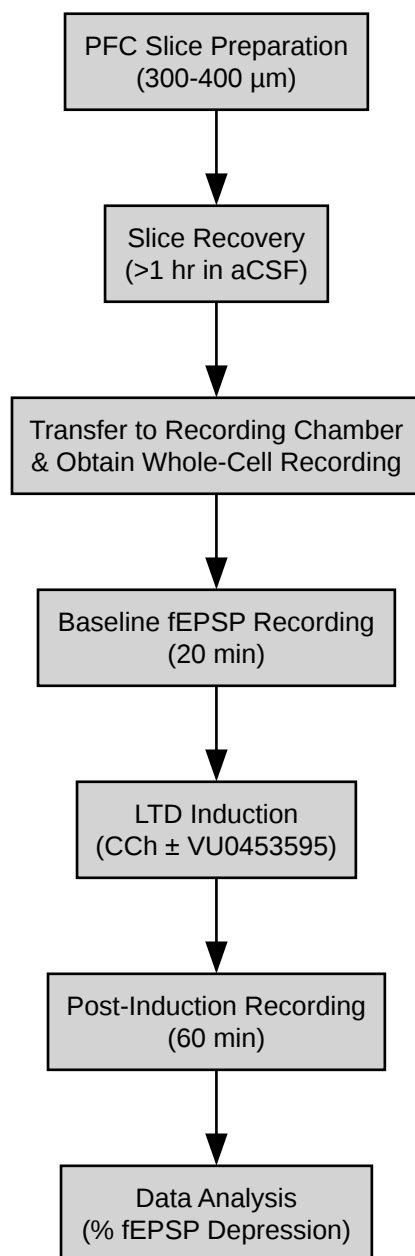 PFC Slice Preparation
(300-400 µm)
Slice Recovery
(>1 hr in aCSF)
Transfer to Recording Chamber
& Obtain Whole-Cell Recording
Baseline fEPSP Recording
(20 min)
LTD Induction
(CCh ± VU0453595)
Post-Induction Recording
(60 min)
Data Analysis
(% fEPSP Depression)